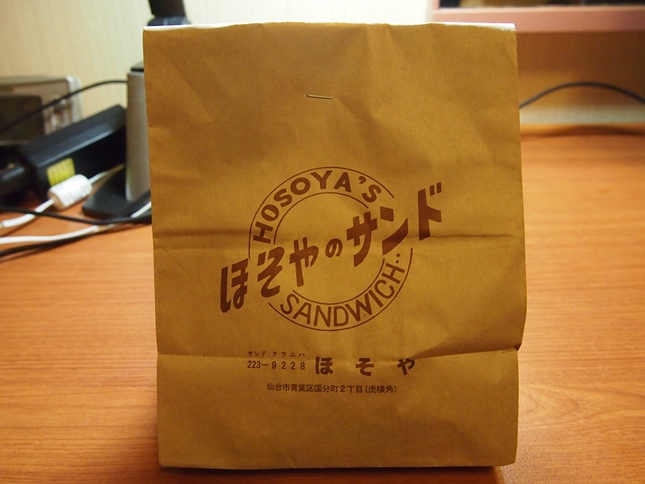 HOSOYA'S
ほそやのサンド
SANDWICH
サンド クウニハ
223-9228 ほそや
仙台市青葉区国分町2丁目(虎横角)